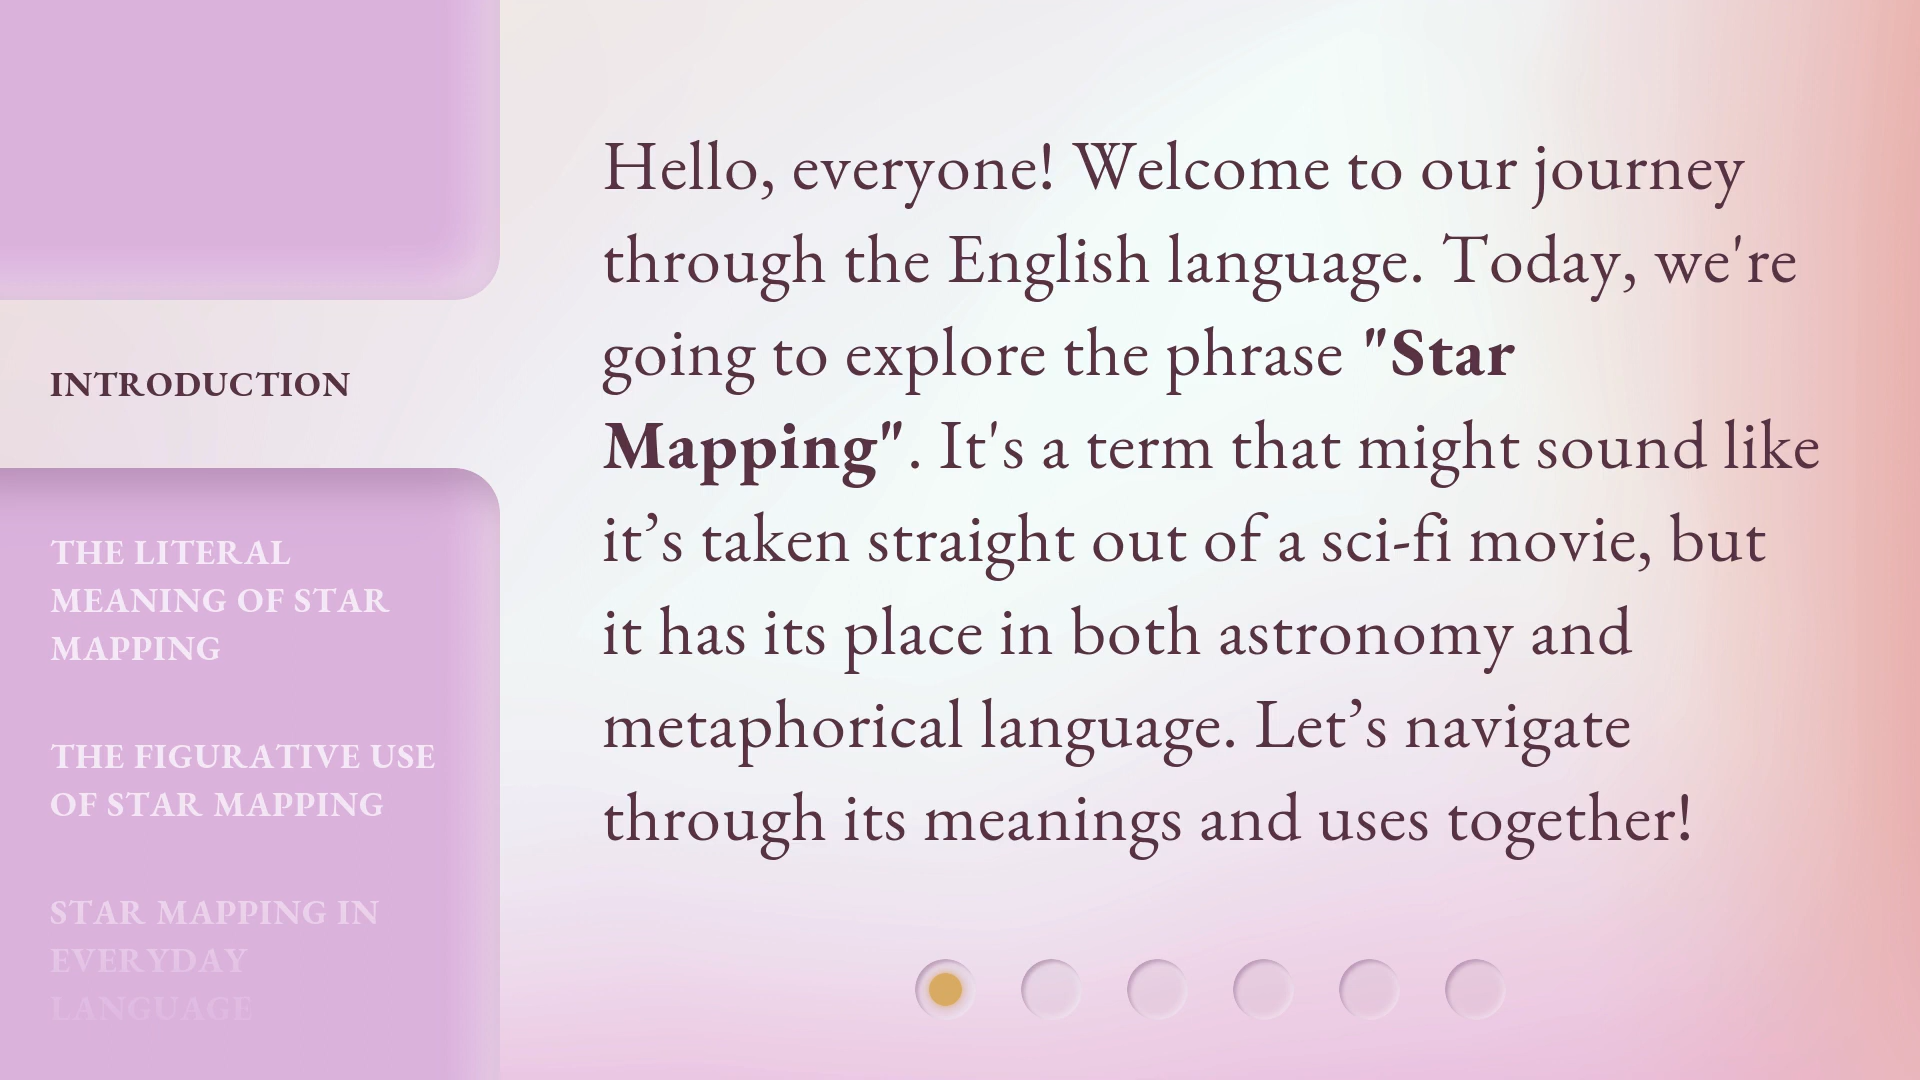 INTRODUCTION
THE LITERAL
MEANING OF STAR
MAPPING
THE FIGURATIVE USE
OF STAR MAPPING
STAR MAPPING IN
EVERYDAY
LANGUAGE
Hello, everyone! Welcome to our journey
through the English language. Today, we're
going to explore the phrase "Star
Mapping". It's a term that might sound like
it’s taken straight out of a sci-fi movie, but
it has its place in both astronomy and
metaphorical language. Let’s navigate
through its meanings and uses together!